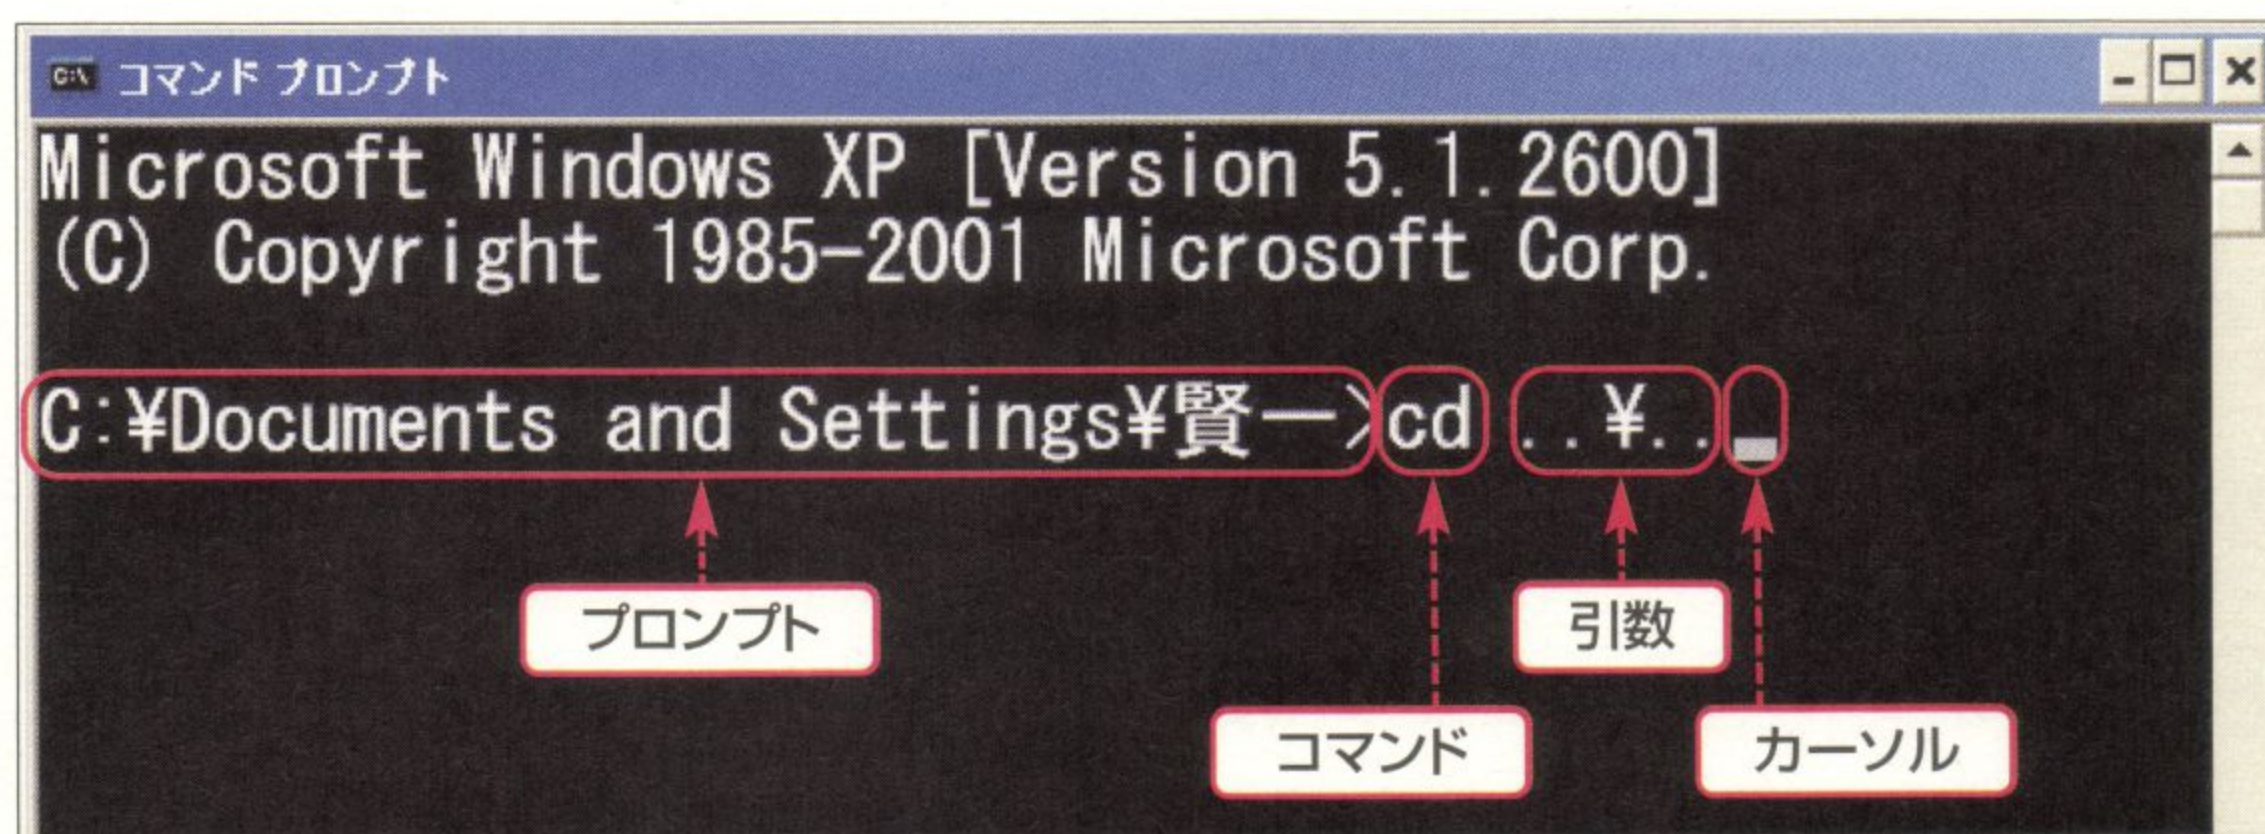 コマンド プロンプト
Microsoft Windows XP [Version 5.1.2600]
(C) Copyright 1985-2001 Microsoft Corp.
C:¥Documents and Settings¥賢一>cd ..¥.._
プロンプト
引数
コマンド
カーソル